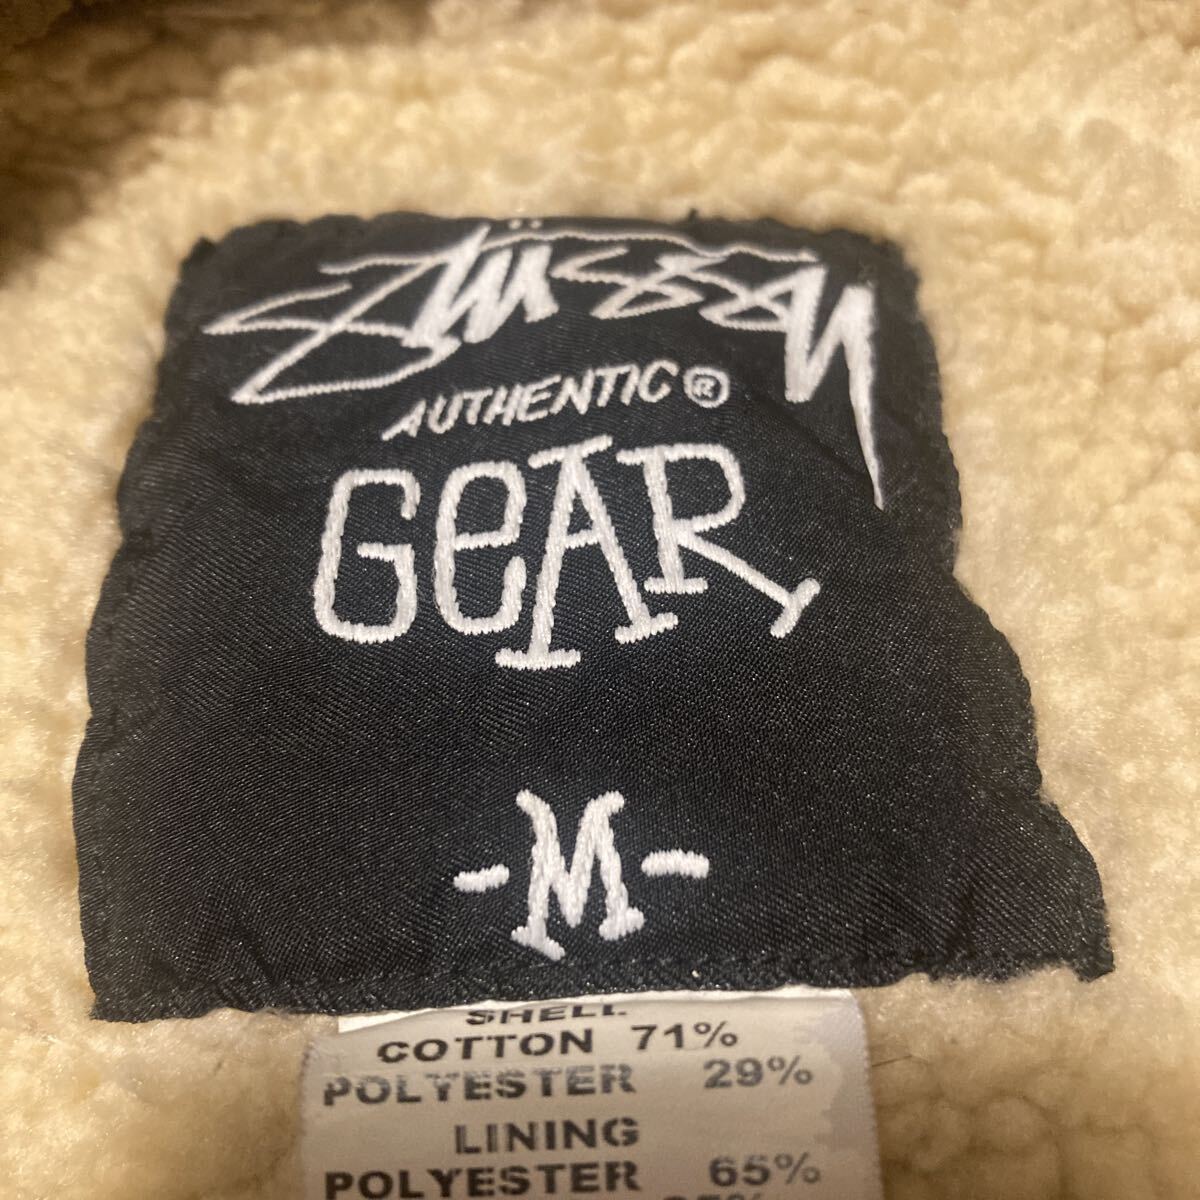 Stüssy
AUTHENTIC®
GeAR
-M-
SHELL
COTTON 71%
POLYESTER 29%
LINING
POLYESTER 65%